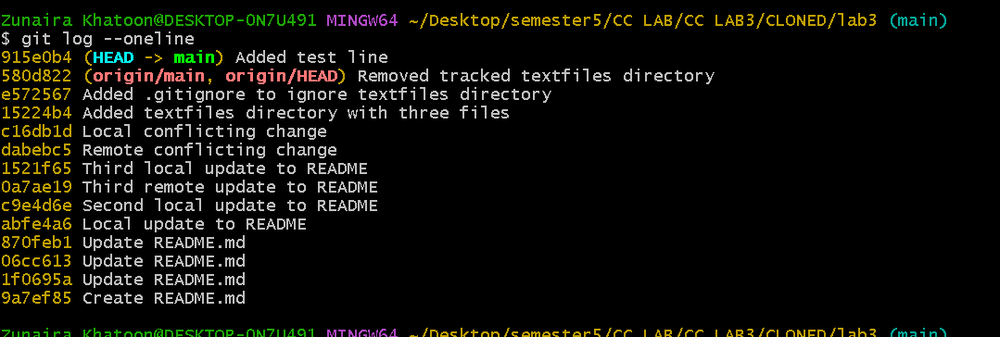 Zunaira Khatoon@DESKTOP-ON7U491 MINGW64 ~/Desktop/semester5/CC LAB/CC LAB3/CLONED/lab3 (main)
$ git log --oneline
915e0b4 (HEAD -> main) Added test line
580d822 (origin/main, origin/HEAD) Removed tracked textfiles directory
e572567 Added .gitignore to ignore textfiles directory
15224b4 Added textfiles directory with three files
c16db1d Local conflicting change
dabebc5 Remote conflicting change
1521f65 Third local update to README
0a7ae19 Third remote update to README
c9e4d6e Second local update to README
abfe4a6 Local update to README
870feb1 Update README.md
06cc613 Update README.md
1f0695a Update README.md
9a7ef85 Create README.md
Zunaira Khatoon@DESKTOP-ON7U491 MINGW64 ~/Desktop/semester5/CC LAB/CC LAB3/CLONED/lab3 (main)